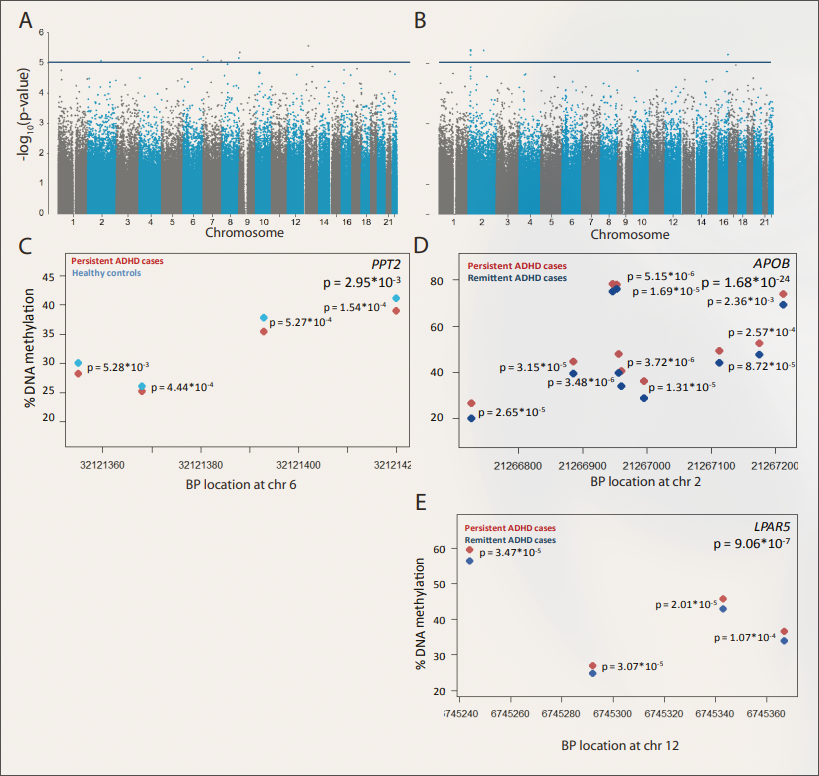 A
B
6
5
4
3
2
1
0
-log10(p-value)
1 2 3 4 5 6 7 8 9 10 12 14 16 18 21
1 2 3 4 5 6 7 8 9 10 12 14 16 18 21
Chromosome
Chromosome
C
Persistent ADHD cases
Healthy controls
PPT2
p = 2.95*10-3
45
40
35
30
25
20
% DNA methylation
p = 1.54*10-4
p = 5.27*10-4
p = 5.28*10-3
p = 4.44*10-4
32121360 32121380 32121400 3212142
BP location at chr 6
D
Persistent ADHD cases
Remittent ADHD cases
APOB
p = 1.68*10-24
80
60
40
20
p = 5.15*10-6
p = 1.69*10-5
p = 2.36*10-3
p = 2.57*10-4
p = 3.15*10-5
p = 3.72*10-6
p = 8.72*10-5
p = 3.48*10-6
p = 1.31*10-5
p = 2.65*10-5
21266800 21266900 21267000 21267100 21267200
BP location at chr 2
E
Persistent ADHD cases
Remittent ADHD cases
LPAR5
p = 9.06*10-7
60
50
40
30
20
% DNA methylation
p = 3.47*10-5
p = 2.01*10-5
p = 1.07*10-4
p = 3.07*10-5
6745240 6745260 6745280 6745300 6745320 6745340 6745360
BP location at chr 12